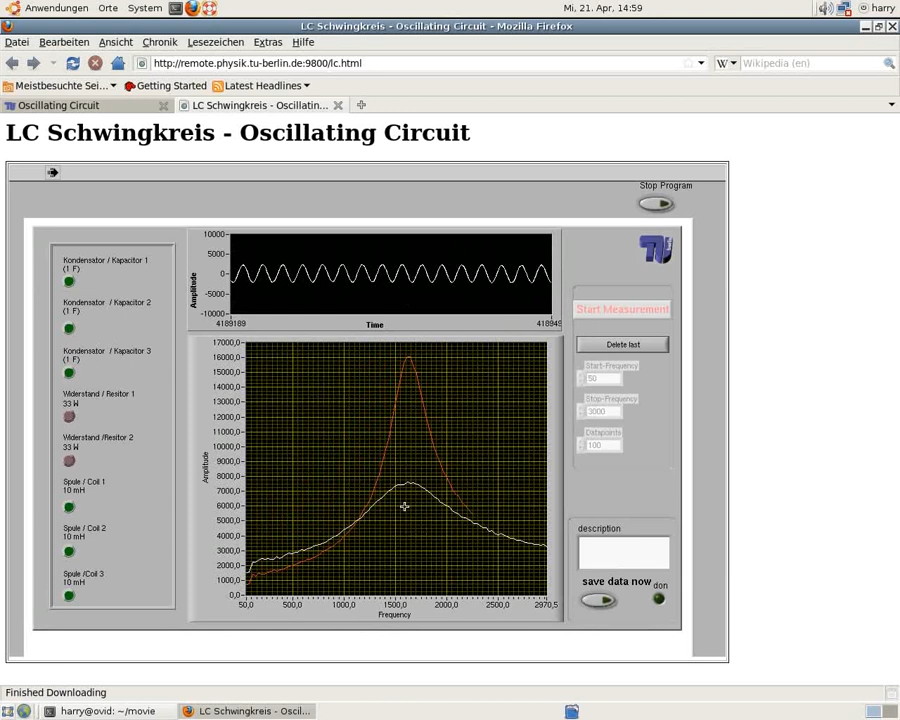 Anwendungen Orte System Mi, 21. Apr, 14:59 harry
LC Schwingkreis - Oscillating Circuit - Mozilla Firefox
Datei Bearbeiten Ansicht Chronik Lesezeichen Extras Hilfe
http://remote.physik.tu-berlin.de:9800/lc.html W Wikipedia (en)
Meistbesuchte Sei... Getting Started Latest Headlines
Oscillating Circuit LC Schwingkreis - Oscillatin...
LC Schwingkreis - Oscillating Circuit
Stop Program
Kondensator / Kapacitor 1
(1 F)
Kondensator / Kapacitor 2
(1 F)
Kondensator / Kapacitor 3
(1 F)
Widerstand / Resitor 1
33 W
Widerstand /Resitor 2
33 W
Spule / Coil 1
10 mH
Spule / Coil 2
10 mH
Spule /Coil 3
10 mH
Amplitude
10000
5000
0
-5000
-10000
4189189 Time 418949
Amplitude
17000,0
16000,0
15000,0
14000,0
13000,0
12000,0
11000,0
10000,0
9000,0
8000,0
7000,0
6000,0
5000,0
4000,0
3000,0
2000,0
1000,0
0,0
50,0 500,0 1000,0 1500,0 2000,0 2500,0 2970,5
Frequency
TU
Start Measurement
Delete last
Start-Frequency
50
Stop-Frequency
3000
Datapoints
100
description
save data now don
Finished Downloading
harry@ovid: ~/movie LC Schwingkreis - Oscil...